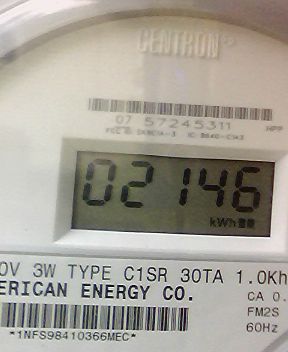 CENTRON®
07 57245311
02146
kWh
0V 3W TYPE C1SR 30TA 1.0Kh
ERICAN ENERGY CO.
CA 0.
FM2S
60Hz
*1NFS98410366MEC*